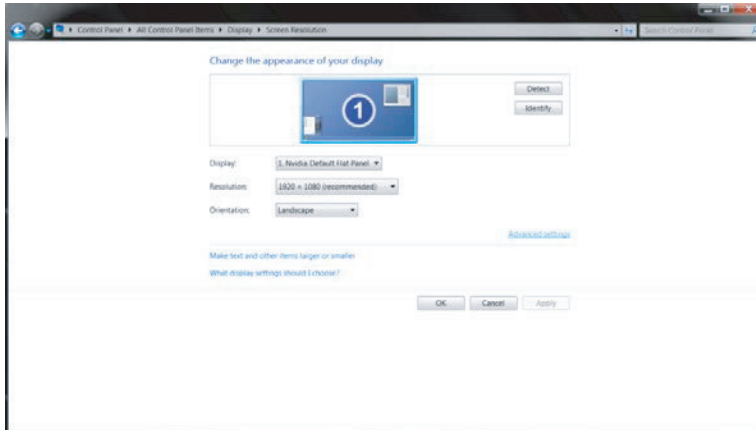 Control Panel ▸ All Control Panel Items ▸ Display ▸ Screen Resolution
Search Control Panel
Change the appearance of your display
1
Detect
Identify
Display: 1. Nvidia Default Flat Panel
Resolution: 1920 × 1080 (recommended)
Orientation: Landscape
Advanced settings
Make text and other items larger or smaller
What display settings should I choose?
OK Cancel Apply